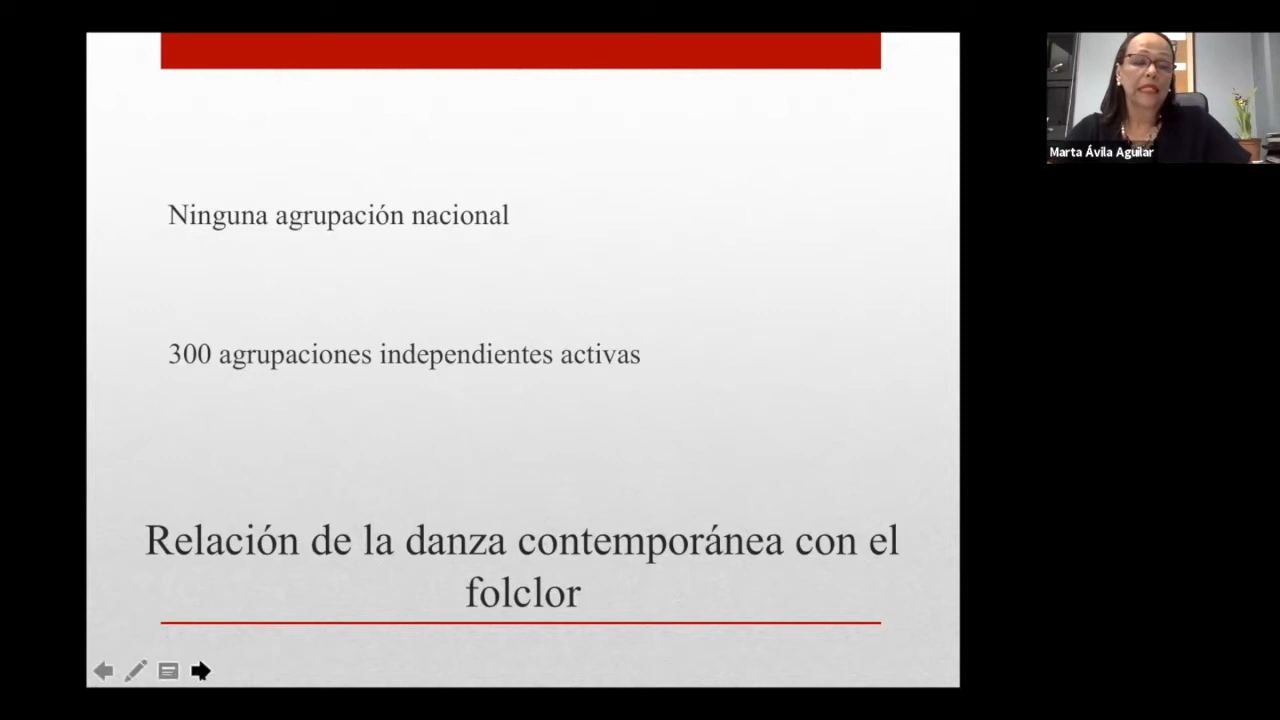 Ninguna agrupación nacional
300 agrupaciones independientes activas
Relación de la danza contemporánea con el
folclor
Marta Ávila Aguilar